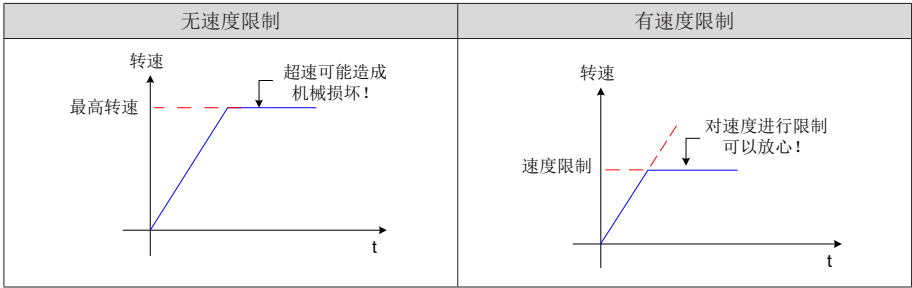 无速度限制
有速度限制
转速
超速可能造成
机械损坏！
最高转速
t
转速
对速度进行限制
可以放心！
速度限制
t